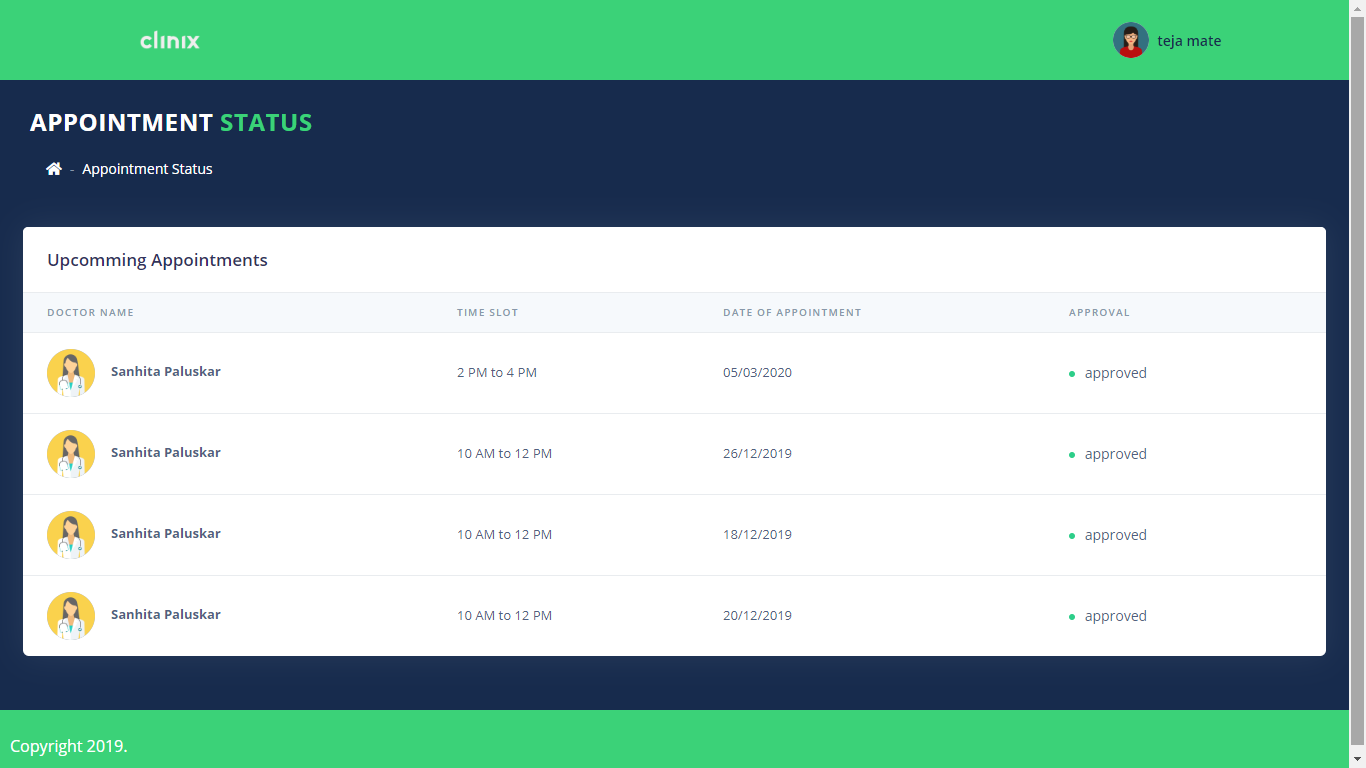 clinix
teja mate
APPOINTMENT STATUS
- Appointment Status
Upcomming Appointments
DOCTOR NAME TIME SLOT DATE OF APPOINTMENT APPROVAL
Sanhita Paluskar 2 PM to 4 PM 05/03/2020 approved
Sanhita Paluskar 10 AM to 12 PM 26/12/2019 approved
Sanhita Paluskar 10 AM to 12 PM 18/12/2019 approved
Sanhita Paluskar 10 AM to 12 PM 20/12/2019 approved
Copyright 2019.